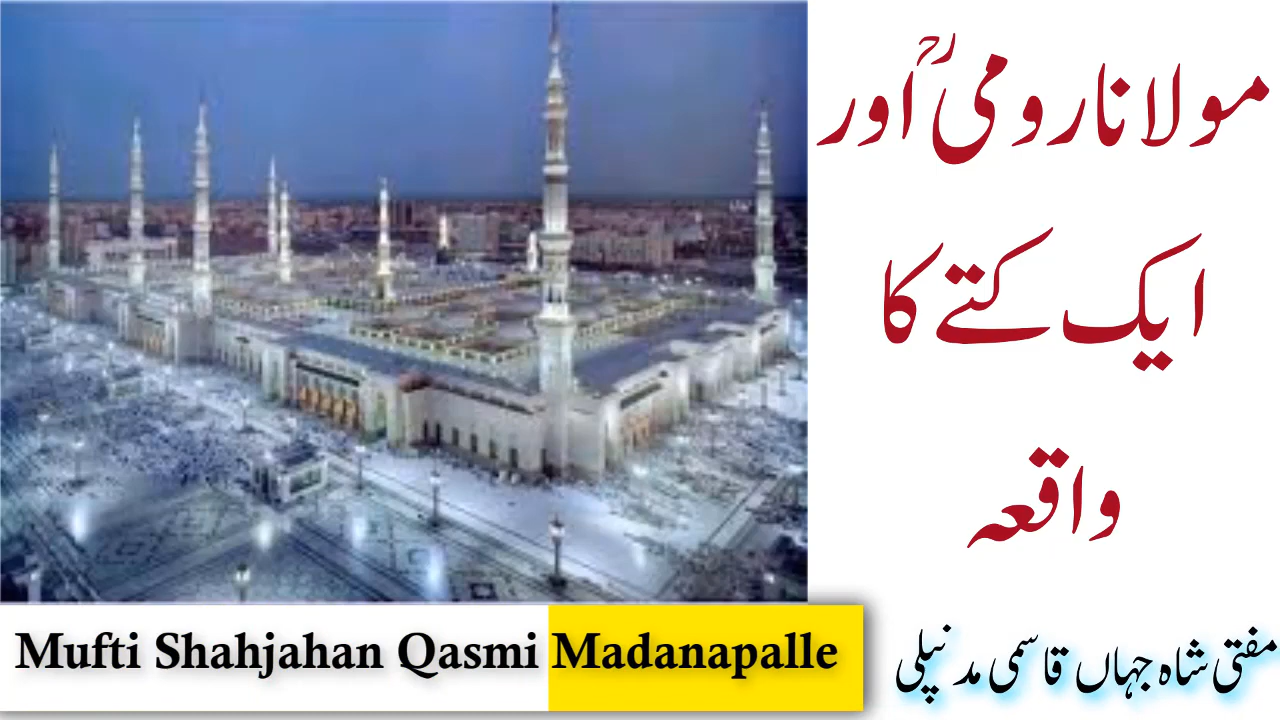 مولانا رومیؒ اور
ایک کتے کا
واقعہ
Mufti Shahjahan Qasmi Madanapalle
مفتی شاہ جہاں قاسمی مدنپلی